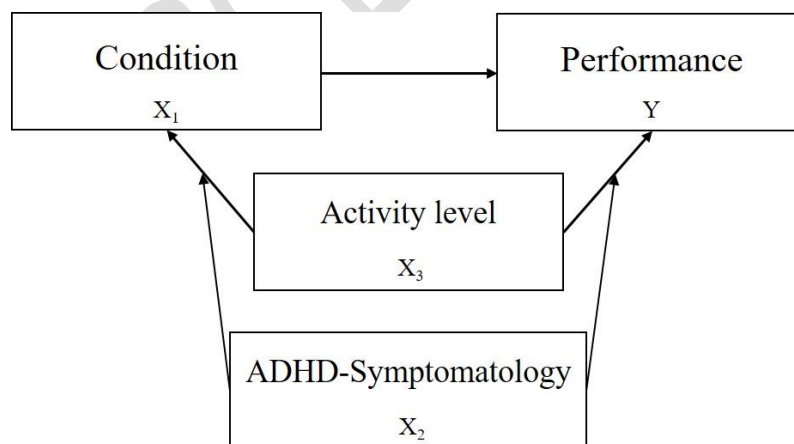 Condition
X₁
Performance
Y
Activity level
X₃
ADHD-Symptomatology
X₂